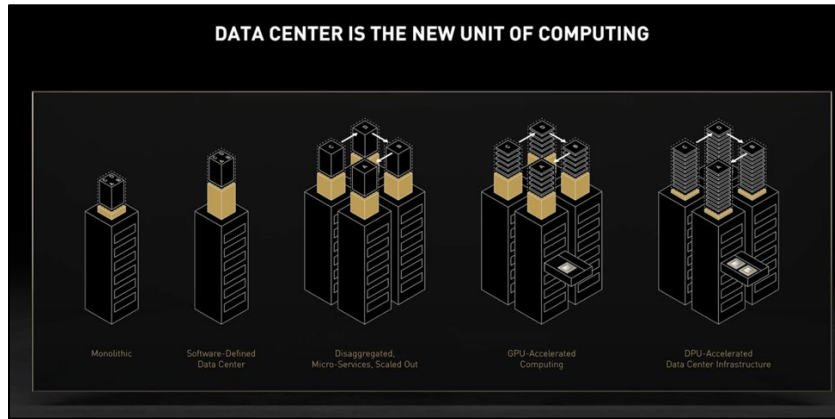 DATA CENTER IS THE NEW UNIT OF COMPUTING
Monolithic
Software-Defined
Data Center
Disaggregated,
Micro-Services, Scaled Out
GPU-Accelerated
Computing
DPU-Accelerated
Data Center Infrastructure